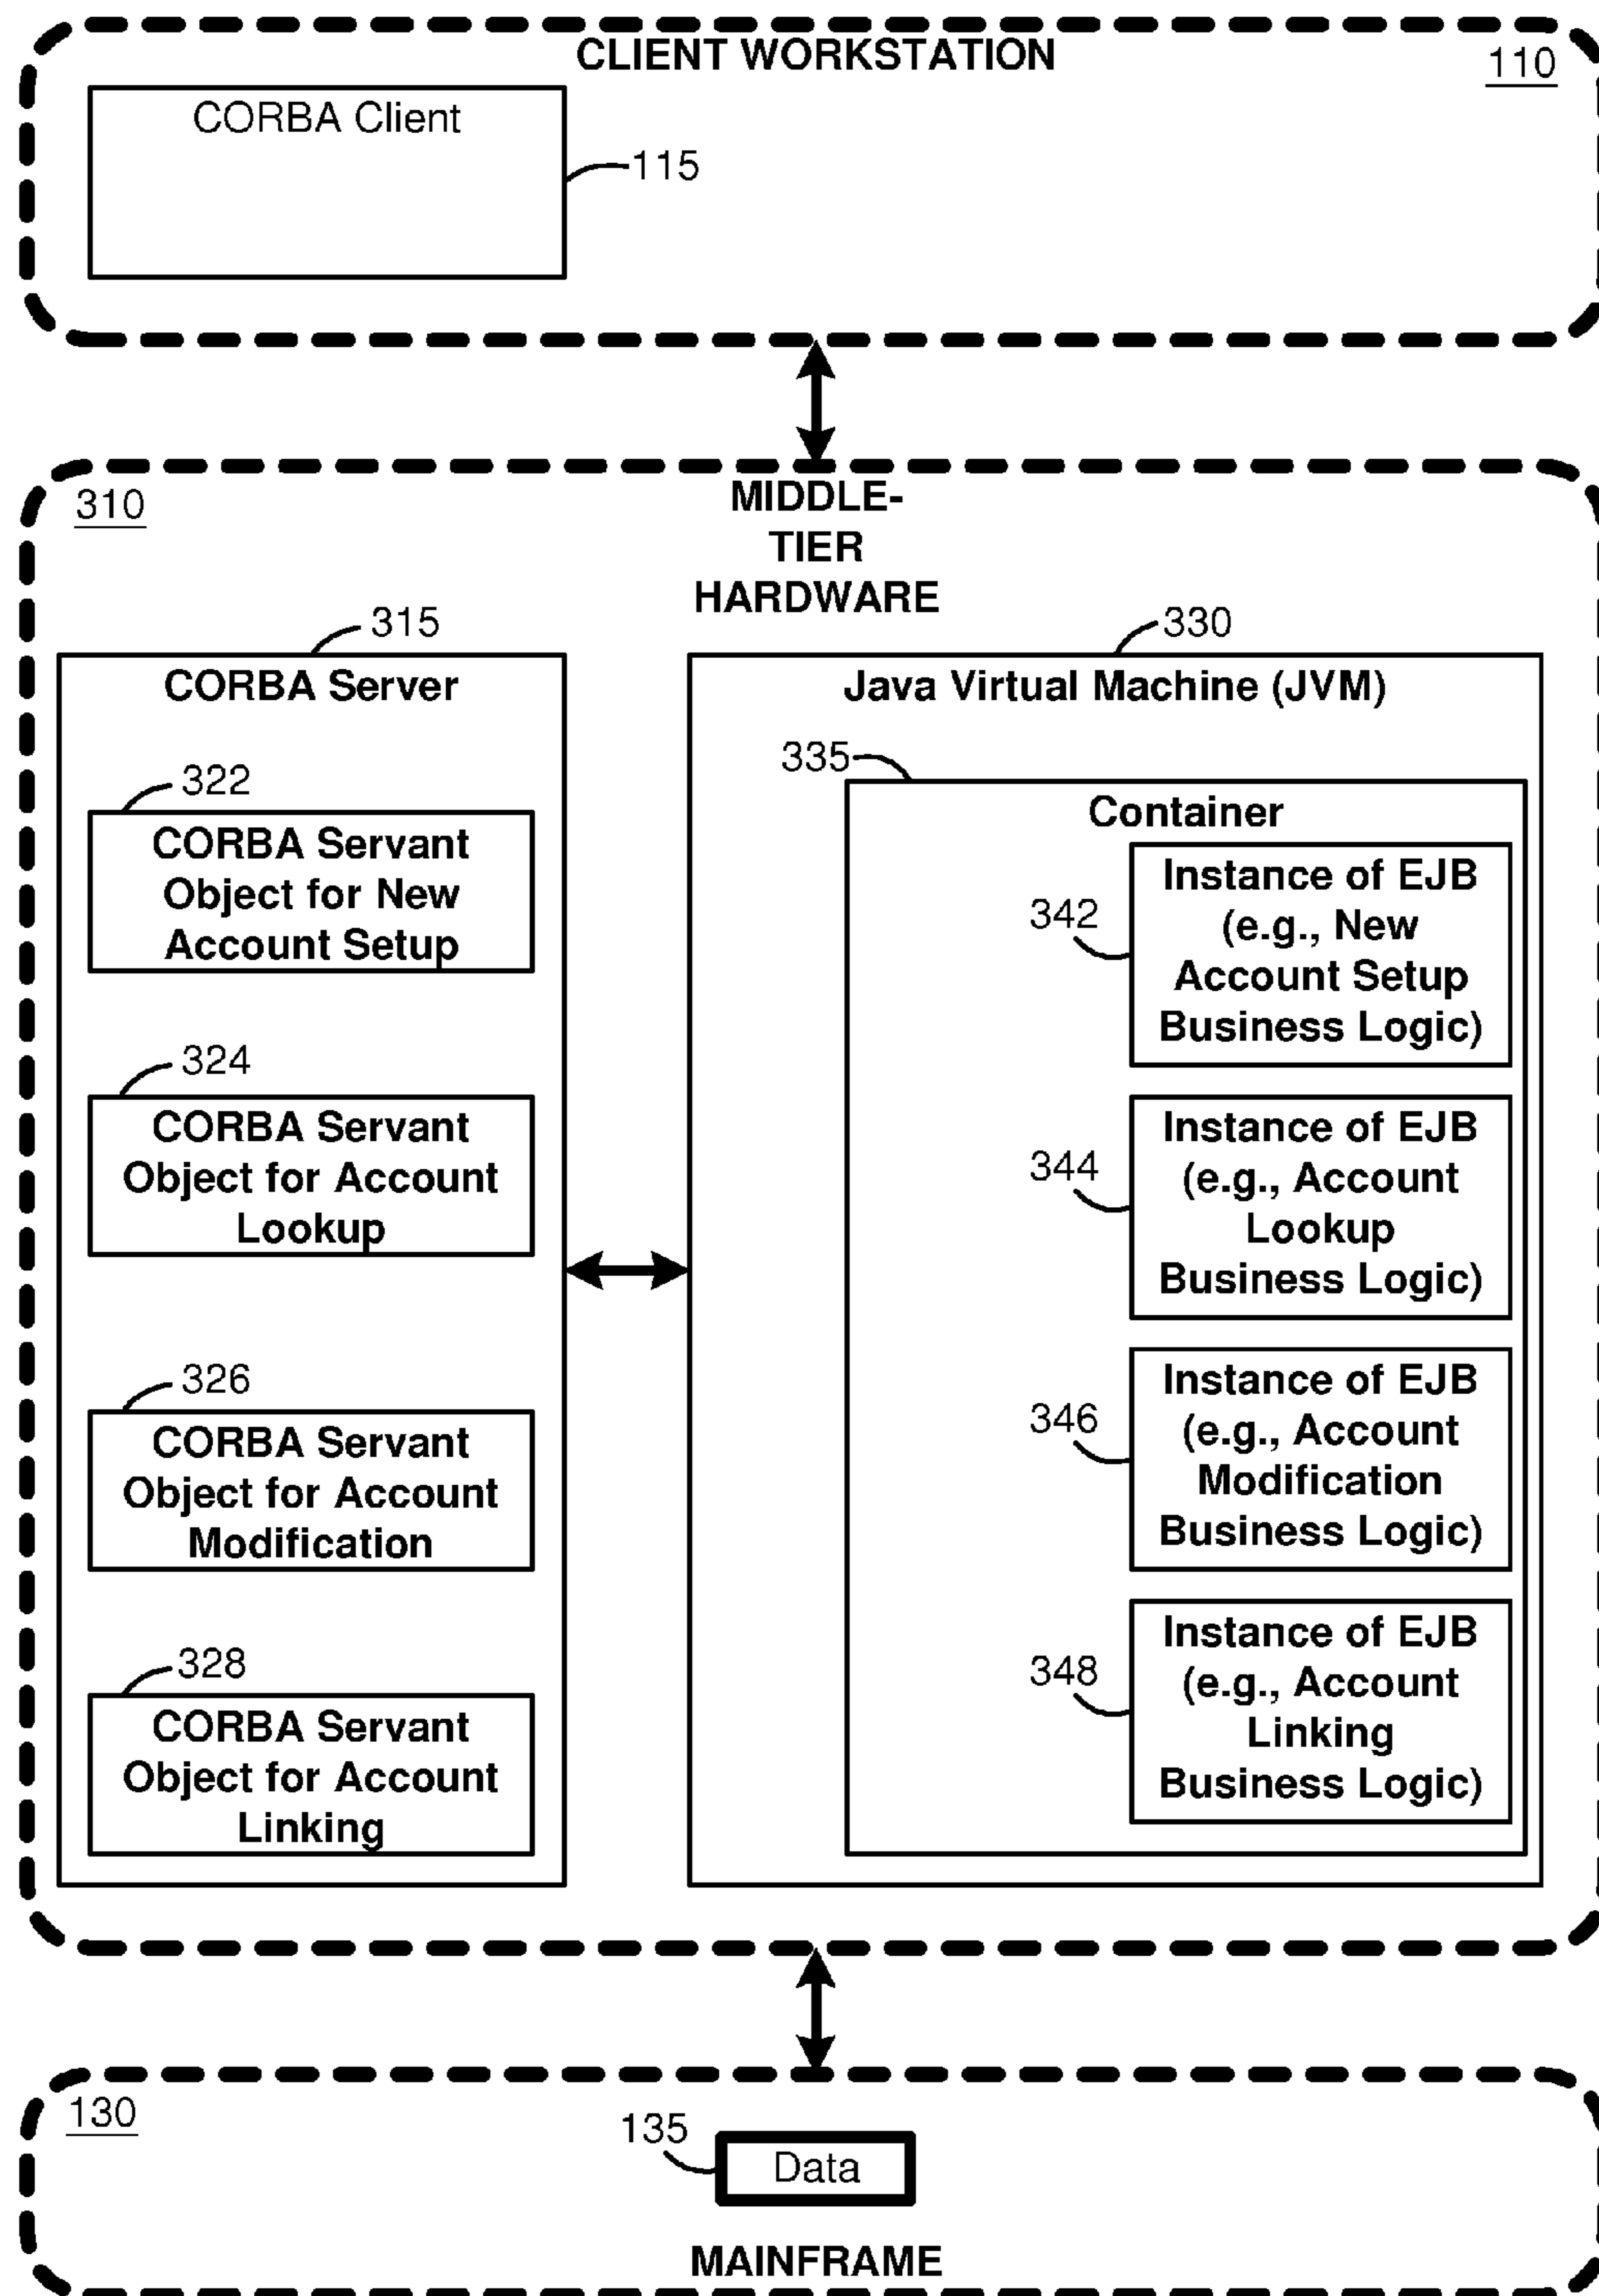 CLIENT WORKSTATION
110
CORBA Client
115
310
MIDDLE-
TIER
HARDWARE
315
CORBA Server
322
CORBA Servant
Object for New
Account Setup
324
CORBA Servant
Object for Account
Lookup
326
CORBA Servant
Object for Account
Modification
328
CORBA Servant
Object for Account
Linking
330
Java Virtual Machine (JVM)
335
Container
342
Instance of EJB
(e.g., New
Account Setup
Business Logic)
344
Instance of EJB
(e.g., Account
Lookup
Business Logic)
346
Instance of EJB
(e.g., Account
Modification
Business Logic)
348
Instance of EJB
(e.g., Account
Linking
Business Logic)
130
135
Data
MAINFRAME